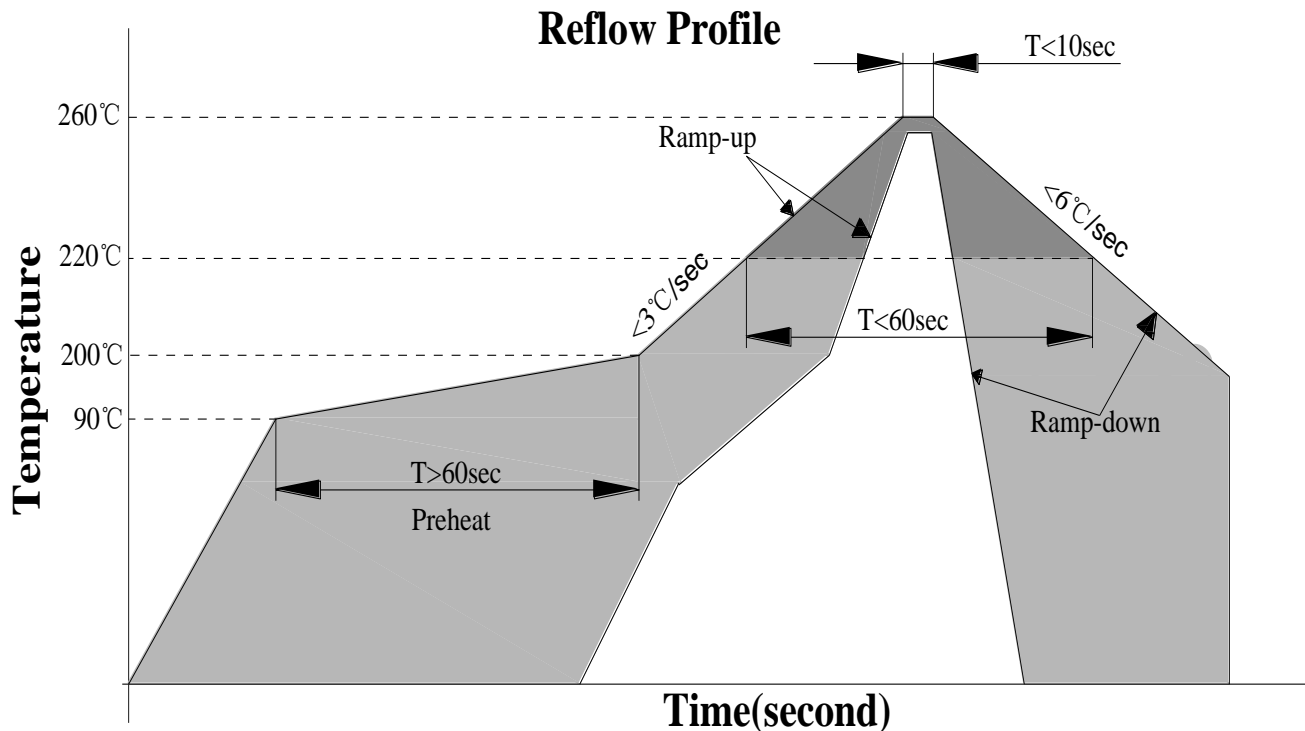 Reflow Profile
T<10sec
260℃
Ramp-up
<6℃/sec
220℃
<3℃/sec
T<60sec
200℃
90℃
Ramp-down
T>60sec
Preheat
Temperature
Time(second)